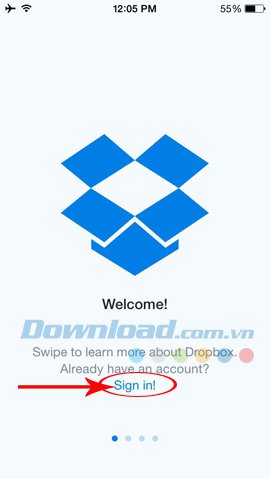 12:05 PM
55%
Welcome!
Download.com.vn
Swipe to learn more about Dropbox.
Already have an account?
Sign in!